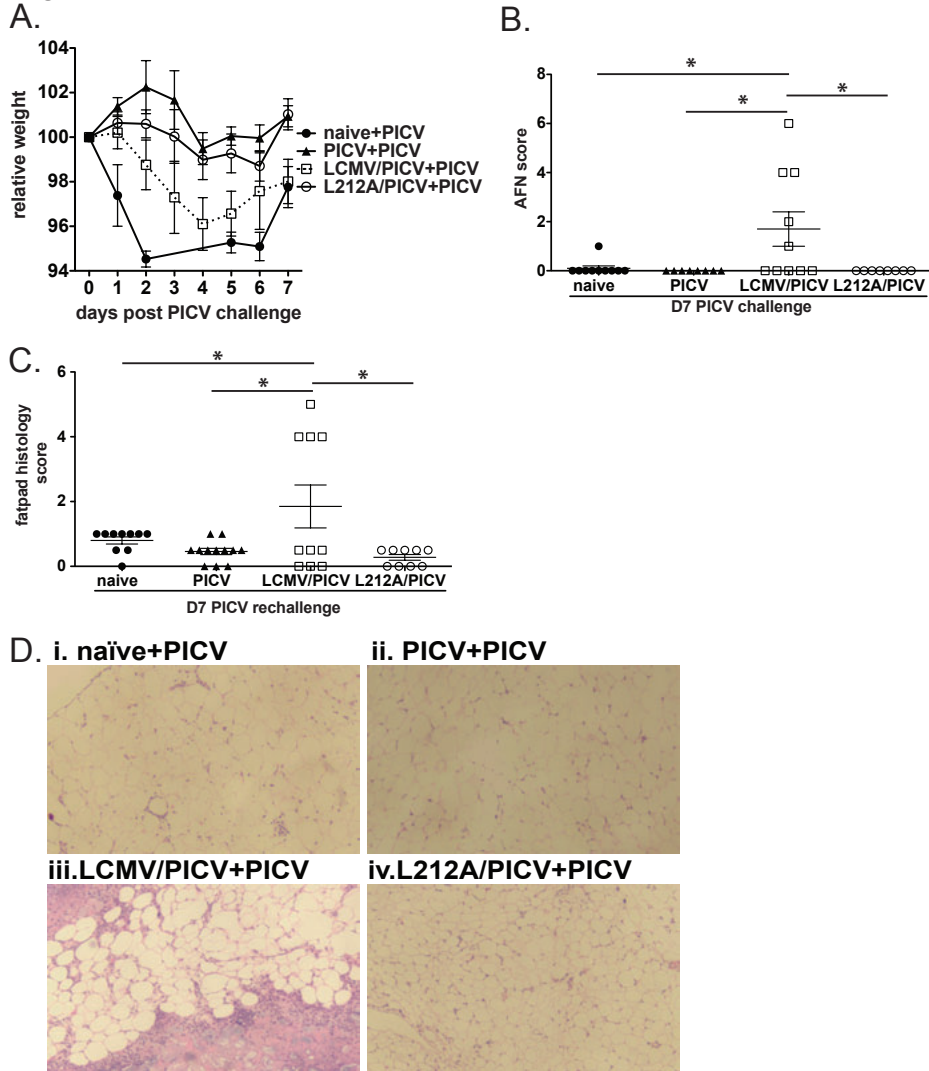 A.
104
102
100
98
96
94
relative weight
0 1 2 3 4 5 6 7
days post PICV challenge
naive+PICV
PICV+PICV
LCMV/PICV+PICV
L212A/PICV+PICV
B.
8
6
4
2
0
AFN score
*
*
*
naive PICV LCMV/PICV L212A/PICV
D7 PICV challenge
C.
6
4
2
0
fatpad histology
score
*
*
*
naive PICV LCMV/PICV L212A/PICV
D7 PICV rechallenge
D.
i. naïve+PICV
ii. PICV+PICV
iii.LCMV/PICV+PICV
iv.L212A/PICV+PICV